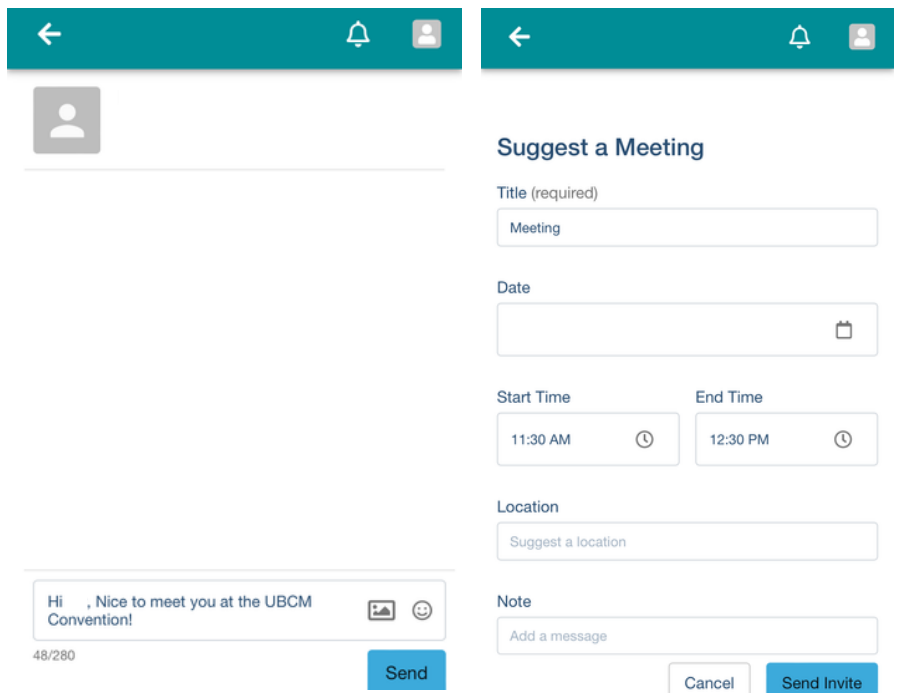 Hi , Nice to meet you at the UBCM
Convention!
48/280
Send
Suggest a Meeting
Title (required)
Meeting
Date
Start Time
End Time
11:30 AM
12:30 PM
Location
Suggest a location
Note
Add a message
Cancel
Send Invite